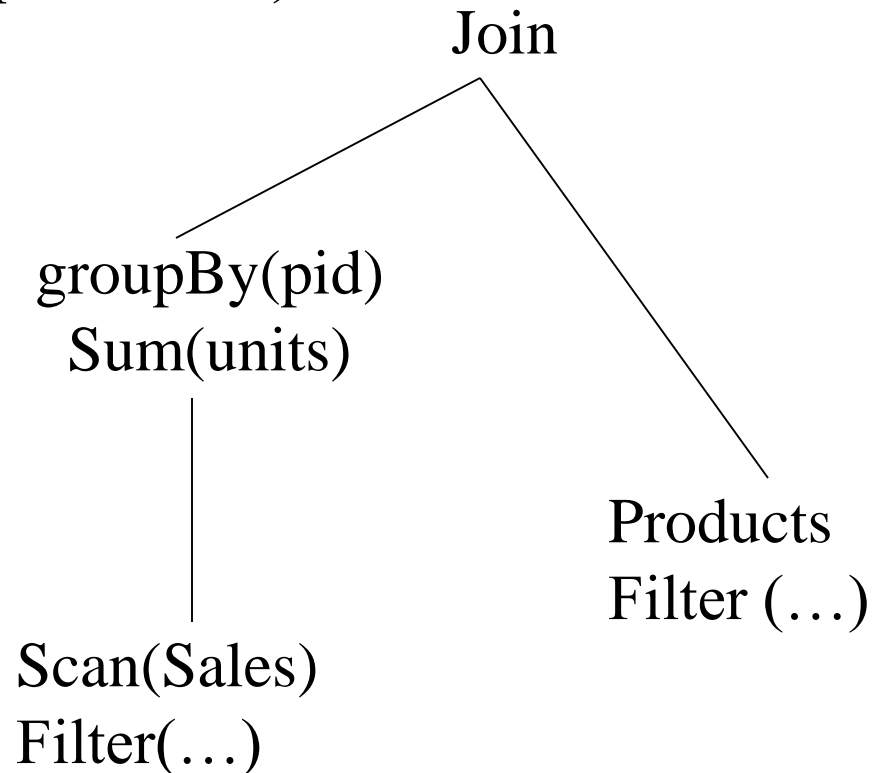 Join
groupBy(pid)
Sum(units)
Products
Filter (…)
Scan(Sales)
Filter(…)